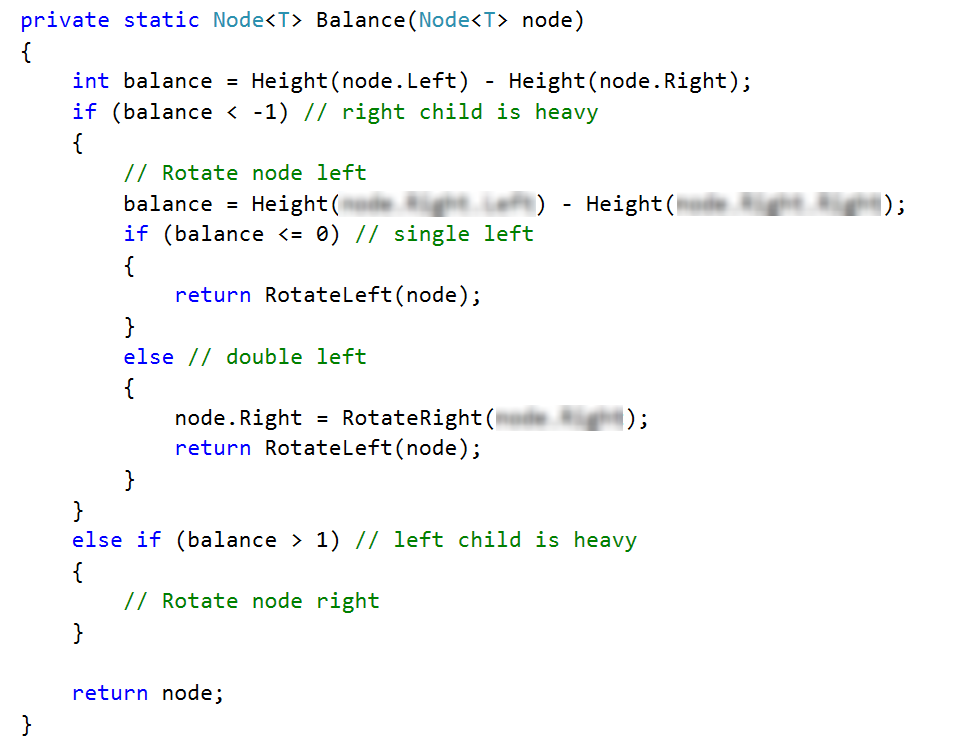 private static Node<T> Balance(Node<T> node)
{
    int balance = Height(node.Left) - Height(node.Right);
    if (balance < -1) // right child is heavy
    {
        // Rotate node left
        balance = Height() - Height();
        if (balance <= 0) // single left
        {
            return RotateLeft(node);
        }
        else // double left
        {
            node.Right = RotateRight();
            return RotateLeft(node);
        }
    }
    else if (balance > 1) // left child is heavy
    {
        // Rotate node right
    }
    return node;
}